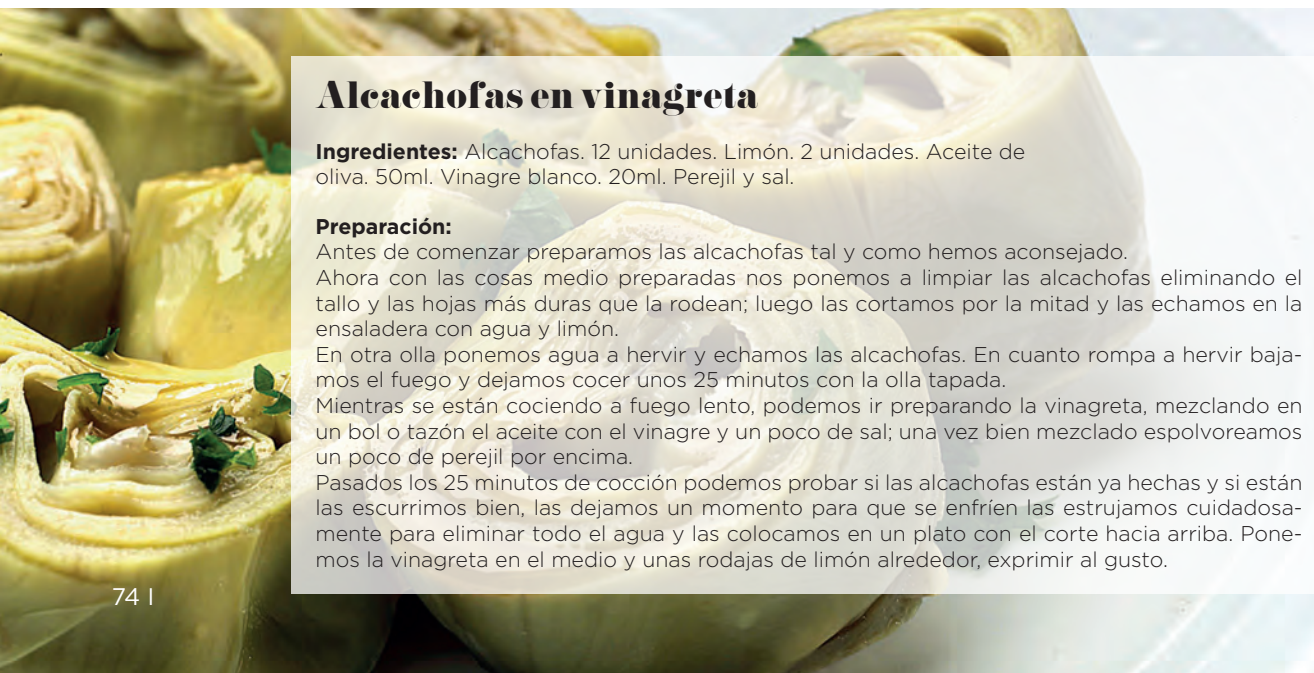 Alcachofas en vinagreta
Ingredientes: Alcachofas. 12 unidades. Limón. 2 unidades. Aceite de
oliva. 50ml. Vinagre blanco. 20ml. Perejil y sal.
Preparación:
Antes de comenzar preparamos las alcachofas tal y como hemos aconsejado.
Ahora con las cosas medio preparadas nos ponemos a limpiar las alcachofas eliminando el
tallo y las hojas más duras que la rodean; luego las cortamos por la mitad y las echamos en la
ensaladera con agua y limón.
En otra olla ponemos agua a hervir y echamos las alcachofas. En cuanto rompa a hervir baja-
mos el fuego y dejamos cocer unos 25 minutos con la olla tapada.
Mientras se están cociendo a fuego lento, podemos ir preparando la vinagreta, mezclando en
un bol o tazón el aceite con el vinagre y un poco de sal; una vez bien mezclado espolvoreamos
un poco de perejil por encima.
Pasados los 25 minutos de cocción podemos probar si las alcachofas están ya hechas y si están
las escurrimos bien, las dejamos un momento para que se enfríen las estrujamos cuidadosa-
mente para eliminar todo el agua y las colocamos en un plato con el corte hacia arriba. Pone-
mos la vinagreta en el medio y unas rodajas de limón alrededor, exprimir al gusto.
74 |